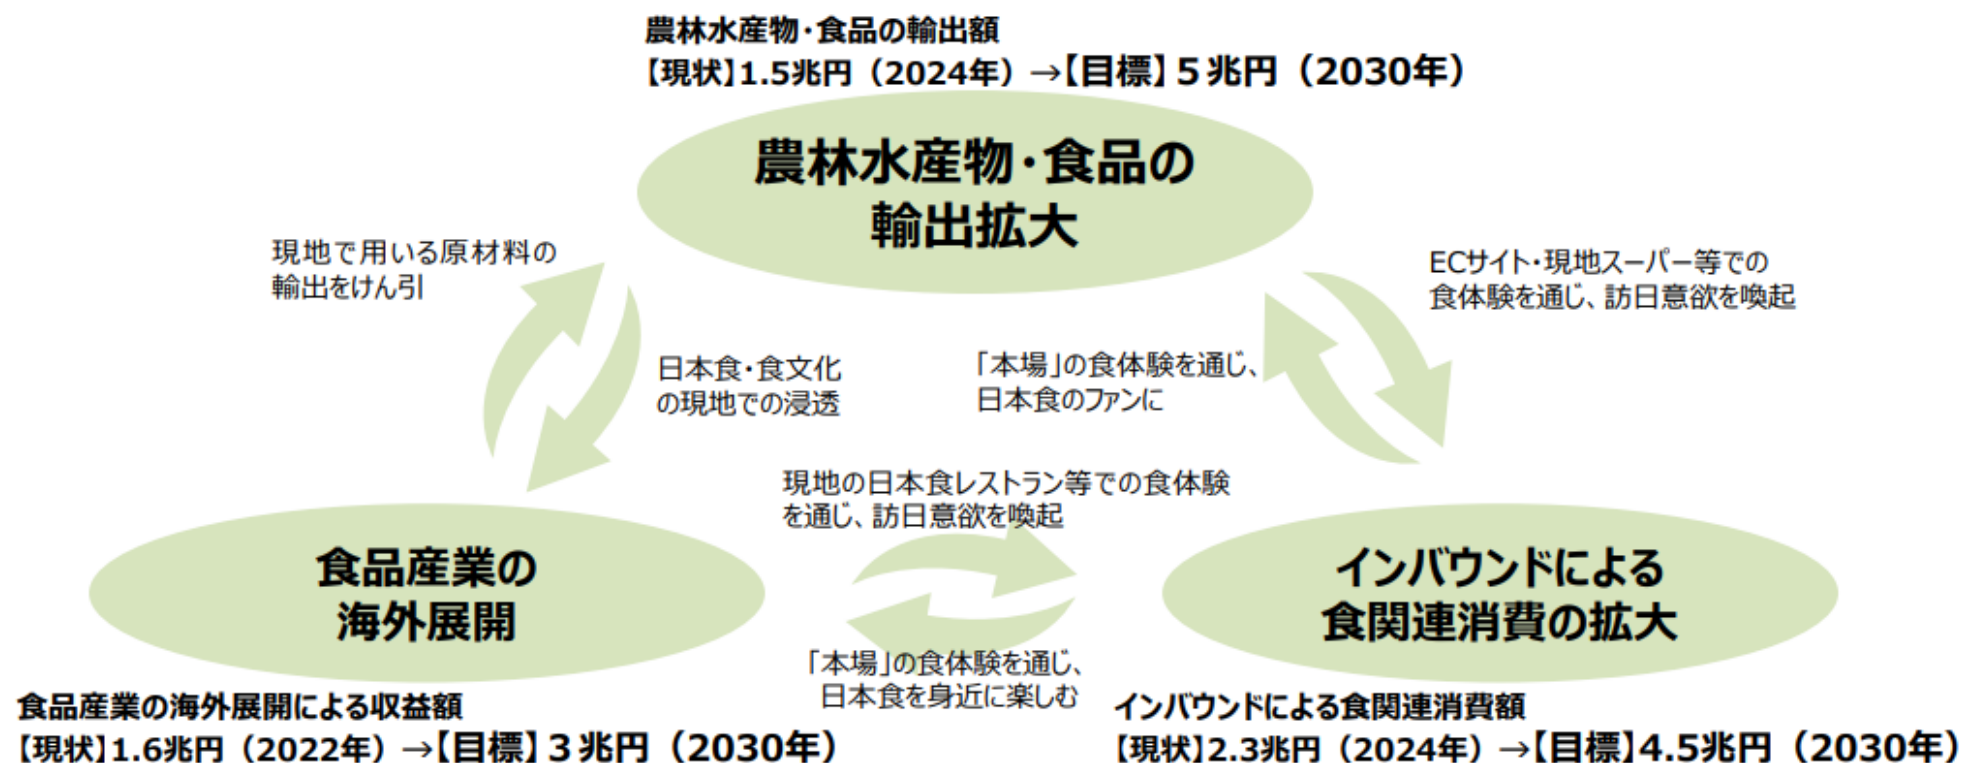 農林水産物・食品の輸出額
【現状】1.5兆円（2024年）→【目標】５兆円（2030年）
農林水産物・食品の
輸出拡大
現地で用いる原材料の
輸出をけん引
ECサイト・現地スーパー等での
食体験を通じ、訪日意欲を喚起
日本食・食文化
の現地での浸透
「本場」の食体験を通じ、
日本食のファンに
現地の日本食レストラン等での食体験
を通じ、訪日意欲を喚起
食品産業の
海外展開
インバウンドによる
食関連消費の拡大
「本場」の食体験を通じ、
日本食を身近に楽しむ
食品産業の海外展開による収益額
【現状】1.6兆円（2022年）→【目標】３兆円（2030年）
インバウンドによる食関連消費額
【現状】2.3兆円（2024年）→【目標】4.5兆円（2030年）